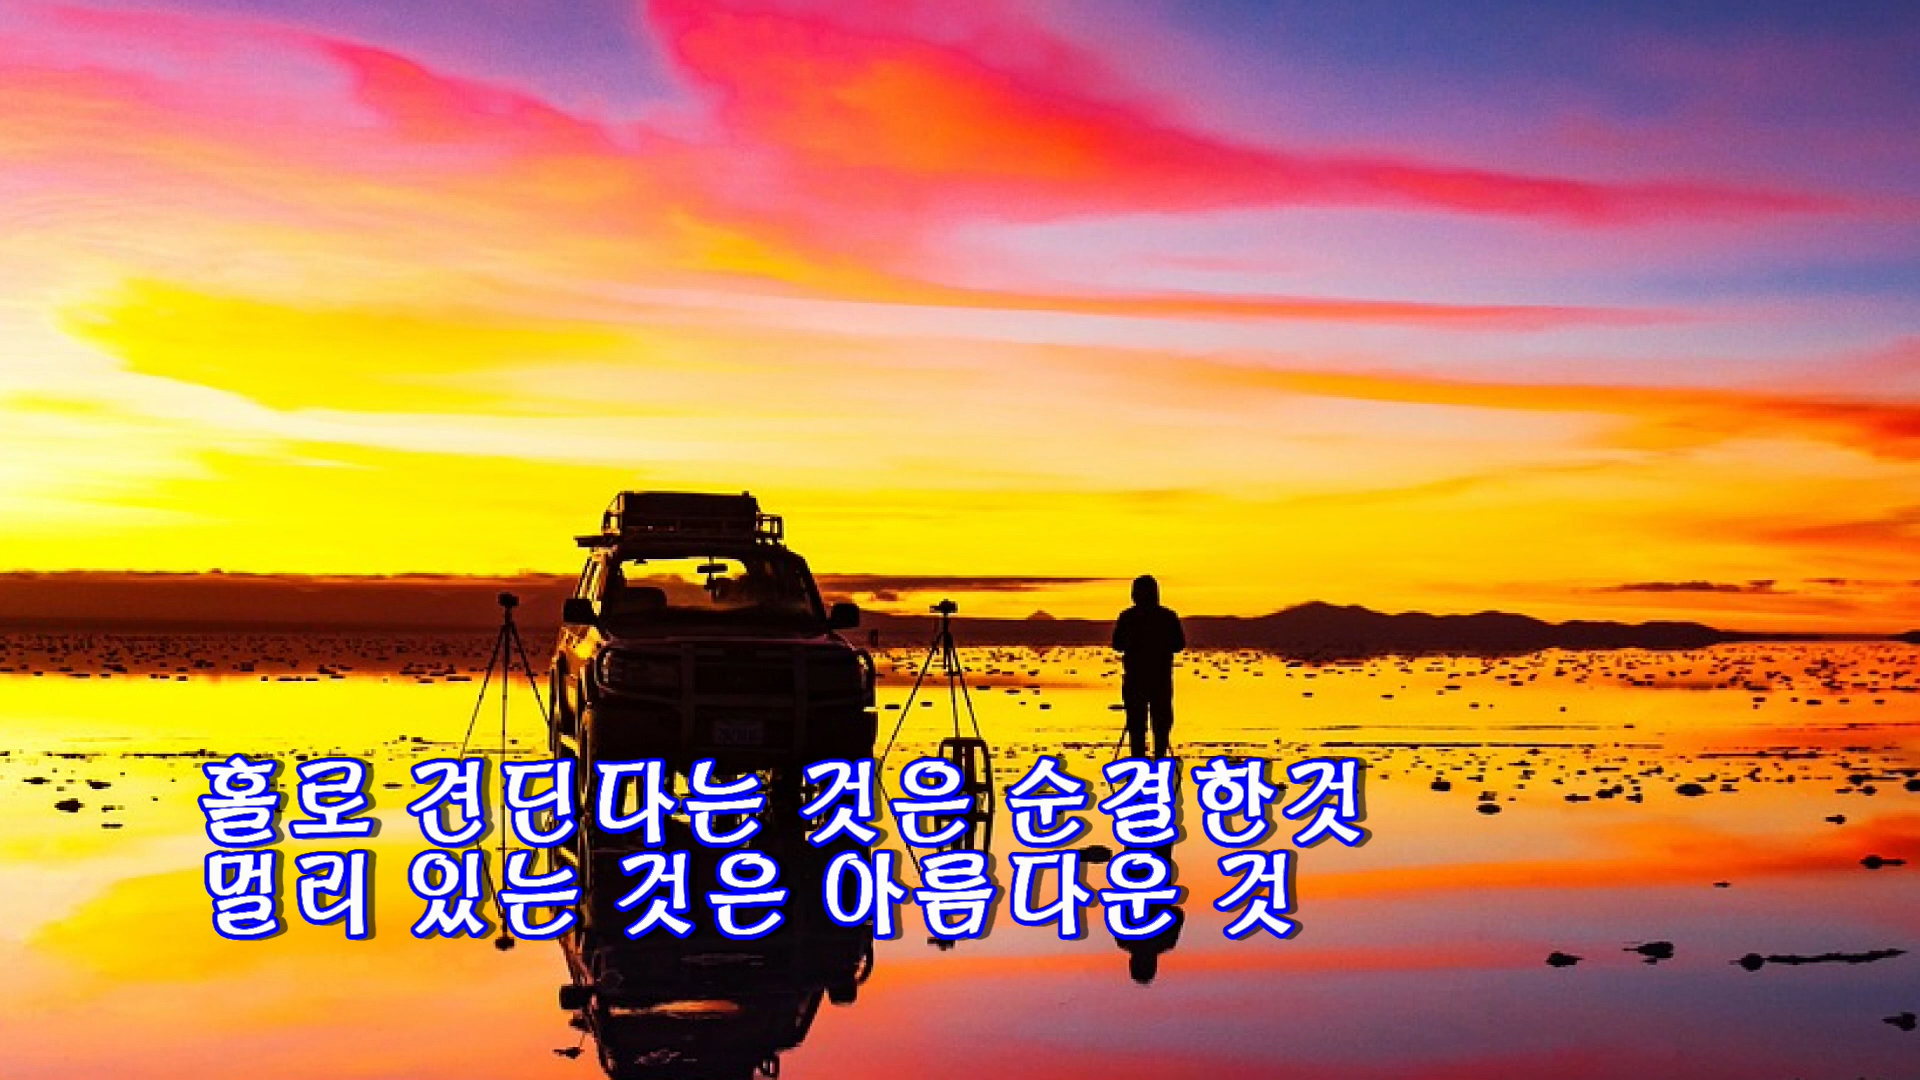 홀로 견딘다는 것은 순결한것
멀리 있는 것은 아름다운 것